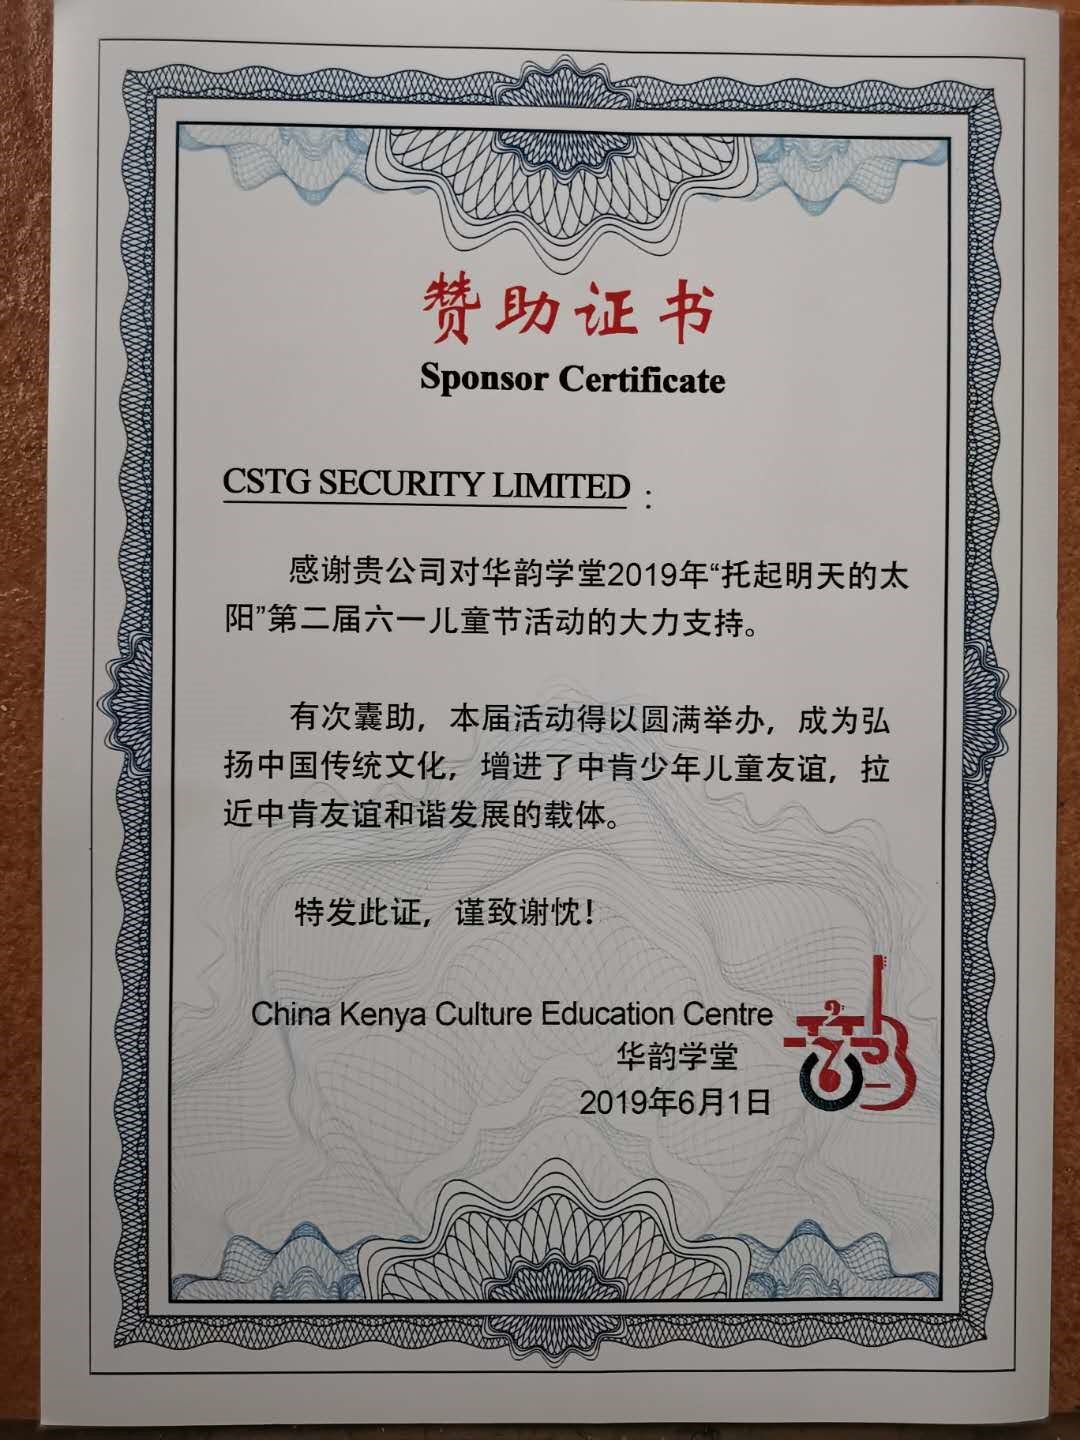 赞助证书
Sponsor Certificate
CSTG SECURITY LIMITED：
感谢贵公司对华韵学堂2019年“托起明天的太
阳”第二届六一儿童节活动的大力支持。
有次囊助，本届活动得以圆满举办，成为弘
扬中国传统文化，增进了中肯少年儿童友谊，拉
近中肯友谊和谐发展的载体。
特发此证，谨致谢忱！
China Kenya Culture Education Centre
华韵学堂
2019年6月1日